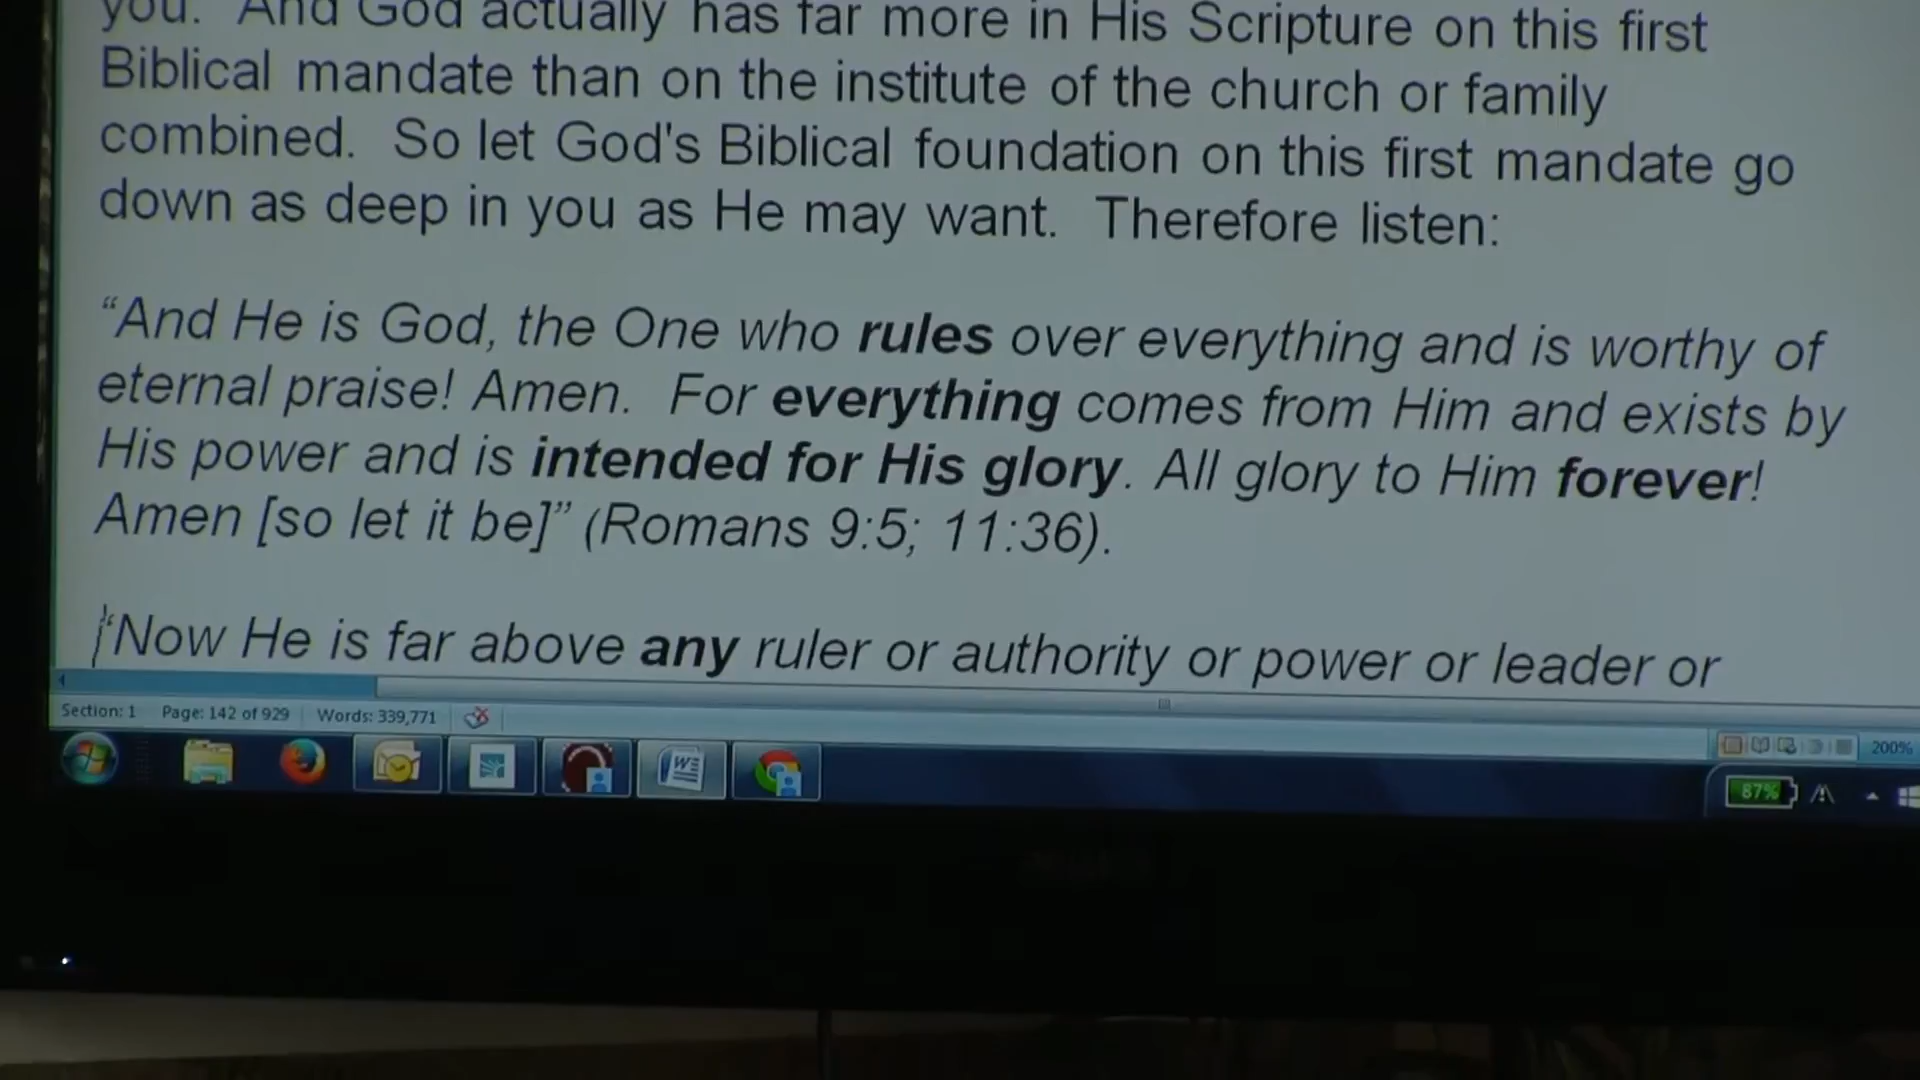 you. And God actually has far more in His Scripture on this first
Biblical mandate than on the institute of the church or family
combined. So let God's Biblical foundation on this first mandate go
down as deep in you as He may want. Therefore listen:
“And He is God, the One who rules over everything and is worthy of
eternal praise! Amen. For everything comes from Him and exists by
His power and is intended for His glory. All glory to Him forever!
Amen [so let it be]” (Romans 9:5; 11:36).
“Now He is far above any ruler or authority or power or leader or
Section: 1 Page: 142 of 929 Words: 339,771
200%
W
87%